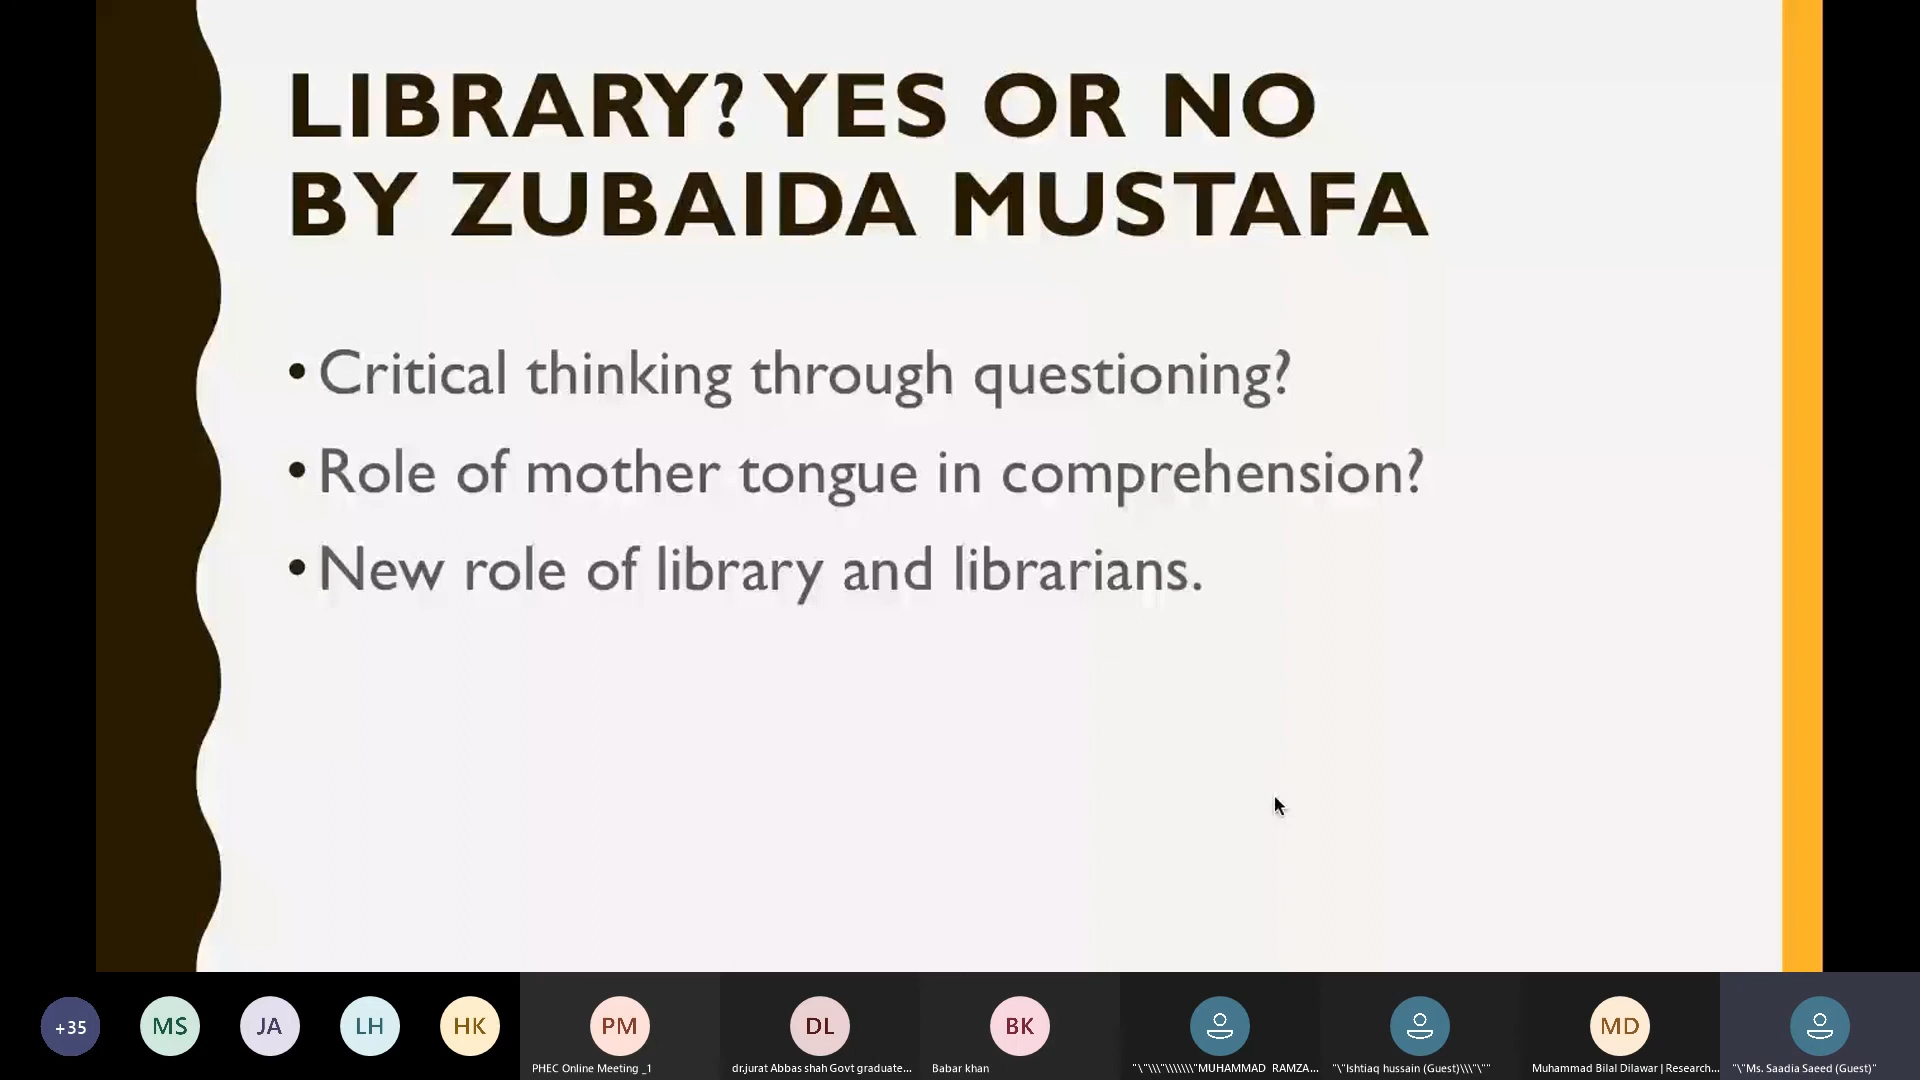 LIBRARY? YES OR NO
BY ZUBAIDA MUSTAFA
• Critical thinking through questioning?
• Role of mother tongue in comprehension?
• New role of library and librarians.
+35
MS
JA
LH
HK
PM
DL
BK
MD
PHEC Online Meeting _1
dr.jurat Abbas shah Govt graduate...
Babar khan
"\"\\\"\\\\\\\"MUHAMMAD RAMZA...
"\"Ishtiaq hussain (Guest)\\\"\""
Muhammad Bilal Dilawar | Research...
"\"Ms. Saadia Saeed (Guest)"